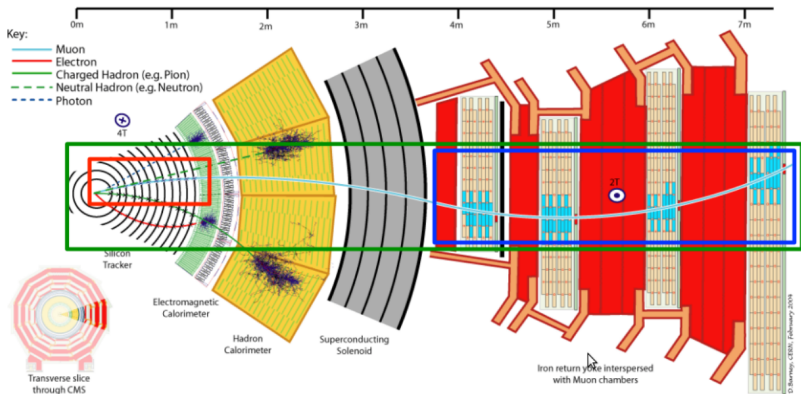 0m 1m 2m 3m 4m 5m 6m 7m
Key:
Muon
Electron
Charged Hadron (e.g. Pion)
Neutral Hadron (e.g. Neutron)
Photon
4T
2T
Silicon
Tracker
Electromagnetic
Calorimeter
Hadron
Calorimeter
Superconducting
Solenoid
Iron return yoke interspersed
with Muon chambers
Transverse slice
through CMS
D Barney, CERN, February 2004